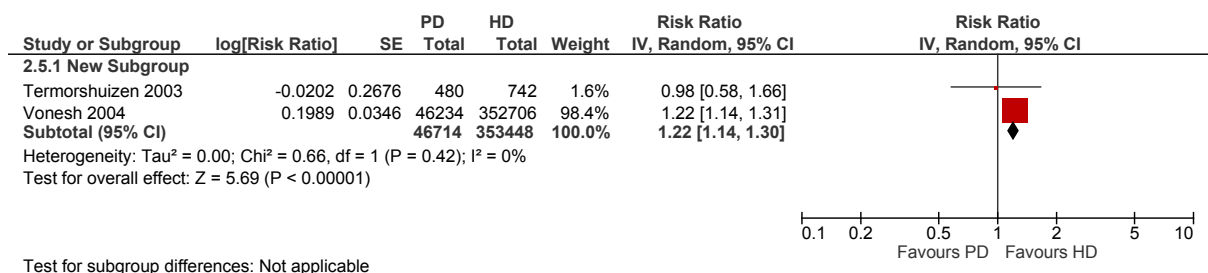 PD HD Risk Ratio Risk Ratio
Study or Subgroup log[Risk Ratio] SE Total Total Weight IV, Random, 95% CI IV, Random, 95% CI
2.5.1 New Subgroup
Termorshuizen 2003 -0.0202 0.2676 480 742 1.6% 0.98 [0.58, 1.66]
Vonesh 2004 0.1989 0.0346 46234 352706 98.4% 1.22 [1.14, 1.31]
Subtotal (95% CI) 46714 353448 100.0% 1.22 [1.14, 1.30]
Heterogeneity: Tau² = 0.00; Chi² = 0.66, df = 1 (P = 0.42); I² = 0%
Test for overall effect: Z = 5.69 (P < 0.00001)
0.1 0.2 0.5 1 2 5 10
Favours PD Favours HD
Test for subgroup differences: Not applicable